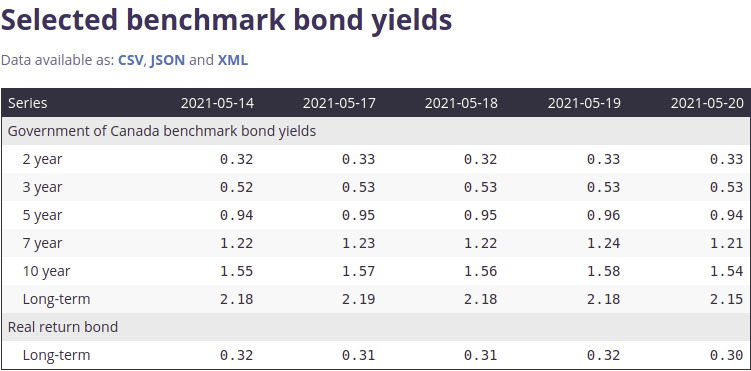 Selected benchmark bond yields
Data available as: CSV, JSON and XML
Series 2021-05-14 2021-05-17 2021-05-18 2021-05-19 2021-05-20
Government of Canada benchmark bond yields
2 year 0.32 0.33 0.32 0.33 0.33
3 year 0.52 0.53 0.53 0.53 0.53
5 year 0.94 0.95 0.95 0.96 0.94
7 year 1.22 1.23 1.22 1.24 1.21
10 year 1.55 1.57 1.56 1.58 1.54
Long-term 2.18 2.19 2.18 2.18 2.15
Real return bond
Long-term 0.32 0.31 0.31 0.32 0.30